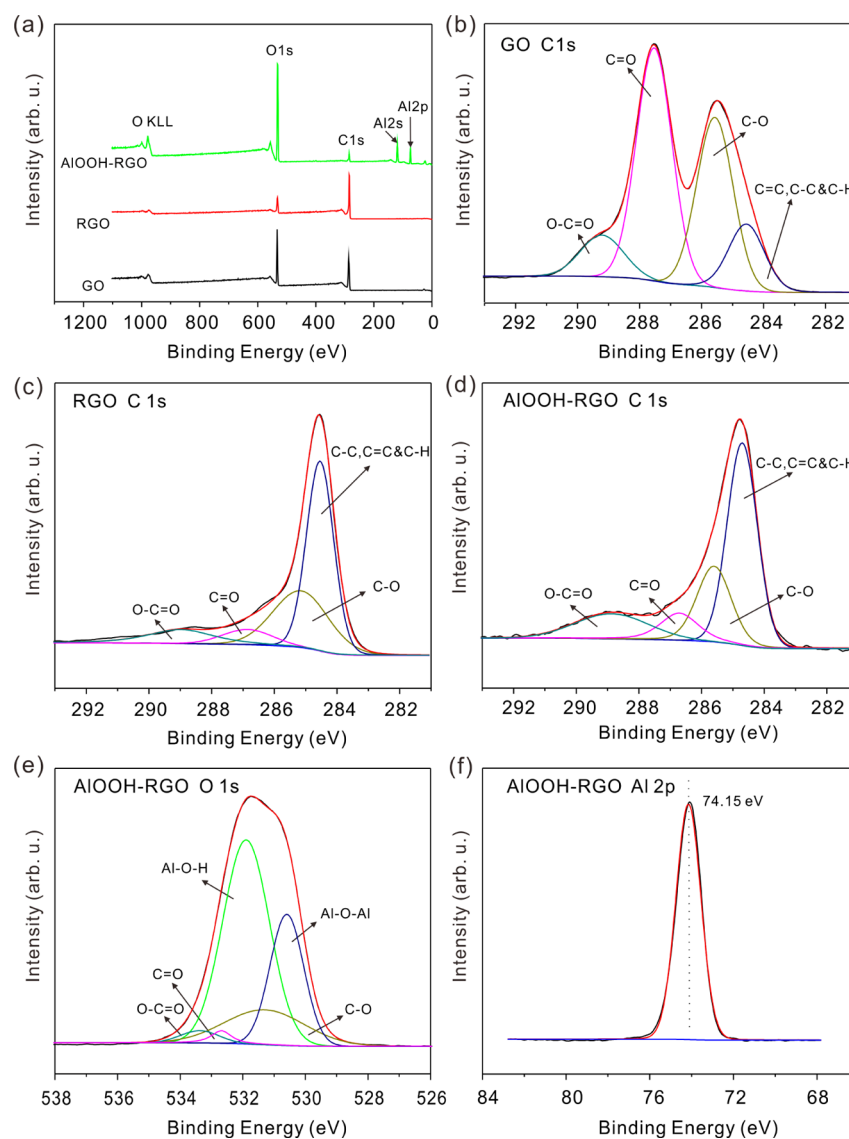 (a)
O1s
O KLL
Al2s
Al2p
C1s
AlOOH-RGO
RGO
GO
Intensity (arb. u.)
1200 1000 800 600 400 200 0
Binding Energy (eV)
(b)
GO C1s
C=O
C-O
C=C,C-C&C-H
O-C=O
Intensity (arb. u.)
292 290 288 286 284 282
Binding Energy (eV)
(c)
RGO C 1s
C-C,C=C&C-H
C=O
O-C=O
C-O
Intensity (arb. u.)
292 290 288 286 284 282
Binding Energy (eV)
(d)
AlOOH-RGO C 1s
C-C,C=C&C-H
C=O
O-C=O
C-O
Intensity (arb. u.)
292 290 288 286 284 282
Binding Energy (eV)
(e)
AlOOH-RGO O 1s
Al-O-H
Al-O-Al
C=O
O-C=O
C-O
Intensity (arb. u.)
538 536 534 532 530 528 526
Binding Energy (eV)
(f)
AlOOH-RGO Al 2p
74.15 eV
Intensity (arb. u.)
84 80 76 72 68
Binding Energy (eV)